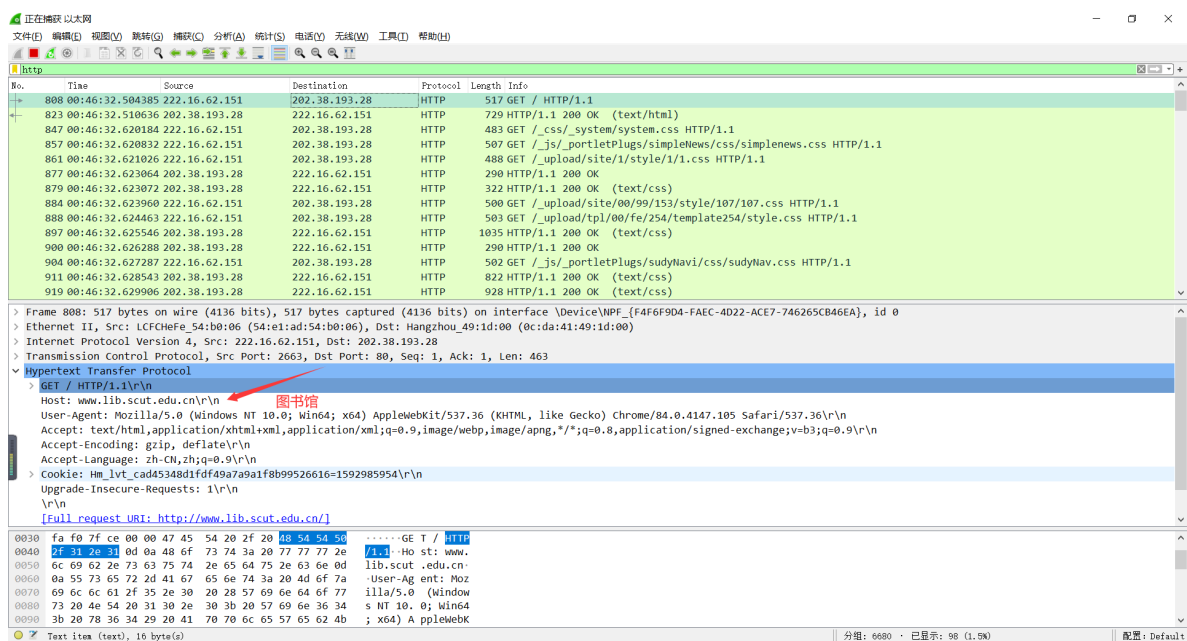 正在捕获 以太网
文件(F) 编辑(E) 视图(V) 跳转(G) 捕获(C) 分析(A) 统计(S) 电话(Y) 无线(W) 工具(T) 帮助(H)
http
No. Time Source Destination Protocol Length Info
808 00:46:32.504385 222.16.62.151 202.38.193.28 HTTP 517 GET / HTTP/1.1
823 00:46:32.510636 202.38.193.28 222.16.62.151 HTTP 729 HTTP/1.1 200 OK (text/html)
847 00:46:32.620184 222.16.62.151 202.38.193.28 HTTP 483 GET /_css/_system/system.css HTTP/1.1
857 00:46:32.620832 222.16.62.151 202.38.193.28 HTTP 507 GET /_js/_portletPlugs/simpleNews/css/simplenews.css HTTP/1.1
861 00:46:32.621026 222.16.62.151 202.38.193.28 HTTP 488 GET /_upload/site/1/style/1/1.css HTTP/1.1
877 00:46:32.623064 202.38.193.28 222.16.62.151 HTTP 290 HTTP/1.1 200 OK
879 00:46:32.623072 202.38.193.28 222.16.62.151 HTTP 322 HTTP/1.1 200 OK (text/css)
884 00:46:32.623960 222.16.62.151 202.38.193.28 HTTP 500 GET /_upload/site/00/99/153/style/107/107.css HTTP/1.1
888 00:46:32.624463 222.16.62.151 202.38.193.28 HTTP 503 GET /_upload/tpl/00/fe/254/template254/style.css HTTP/1.1
897 00:46:32.625546 202.38.193.28 222.16.62.151 HTTP 1035 HTTP/1.1 200 OK (text/css)
900 00:46:32.626288 202.38.193.28 222.16.62.151 HTTP 290 HTTP/1.1 200 OK
904 00:46:32.627287 222.16.62.151 202.38.193.28 HTTP 502 GET /_js/_portletPlugs/sudyNavi/css/sudyNav.css HTTP/1.1
911 00:46:32.628543 202.38.193.28 222.16.62.151 HTTP 822 HTTP/1.1 200 OK (text/css)
919 00:46:32.629906 202.38.193.28 222.16.62.151 HTTP 928 HTTP/1.1 200 OK (text/css)
Frame 808: 517 bytes on wire (4136 bits), 517 bytes captured (4136 bits) on interface \Device\NPF_{F4F6F9D4-FAEC-4D22-ACE7-746265CB46EA}, id 0
Ethernet II, Src: LCFCHeFe_54:b0:06 (54:e1:ad:54:b0:06), Dst: Hangzhou_49:1d:00 (0c:da:41:49:1d:00)
Internet Protocol Version 4, Src: 222.16.62.151, Dst: 202.38.193.28
Transmission Control Protocol, Src Port: 2663, Dst Port: 80, Seq: 1, Ack: 1, Len: 463
Hypertext Transfer Protocol
GET / HTTP/1.1\r\n
Host: www.lib.scut.edu.cn\r\n 图书馆
User-Agent: Mozilla/5.0 (Windows NT 10.0; Win64; x64) AppleWebKit/537.36 (KHTML, like Gecko) Chrome/84.0.4147.105 Safari/537.36\r\n
Accept: text/html,application/xhtml+xml,application/xml;q=0.9,image/webp,image/apng,*/*;q=0.8,application/signed-exchange;v=b3;q=0.9\r\n
Accept-Encoding: gzip, deflate\r\n
Accept-Language: zh-CN,zh;q=0.9\r\n
Cookie: Hm_lvt_cad45348d1fdf49a7a9a1f8b99526616=1592985954\r\n
Upgrade-Insecure-Requests: 1\r\n
\r\n
[Full request URI: http://www.lib.scut.edu.cn/]
0030 fa f0 7f ce 00 00 47 45 54 20 2f 20 48 54 54 50 ······GE T / HTTP
0040 2f 31 2e 31 0d 0a 48 6f 73 74 3a 20 77 77 77 2e /1.1··Ho st: www.
0050 6c 69 62 2e 73 63 75 74 2e 65 64 75 2e 63 6e 0d lib.scut .edu.cn·
0060 0a 55 73 65 72 2d 41 67 65 6e 74 3a 20 4d 6f 7a ·User-Ag ent: Moz
0070 69 6c 6c 61 2f 35 2e 30 20 28 57 69 6e 64 6f 77 illa/5.0 (Window
0080 73 20 4e 54 20 31 30 2e 30 3b 20 57 69 6e 36 34 s NT 10. 0; Win64
0090 3b 20 78 36 34 29 20 41 70 70 6c 65 57 65 62 4b ; x64) A ppleWebK
Text item (text), 16 byte(s) 分组: 6680 · 已显示: 98 (1.5%) 配置: Default